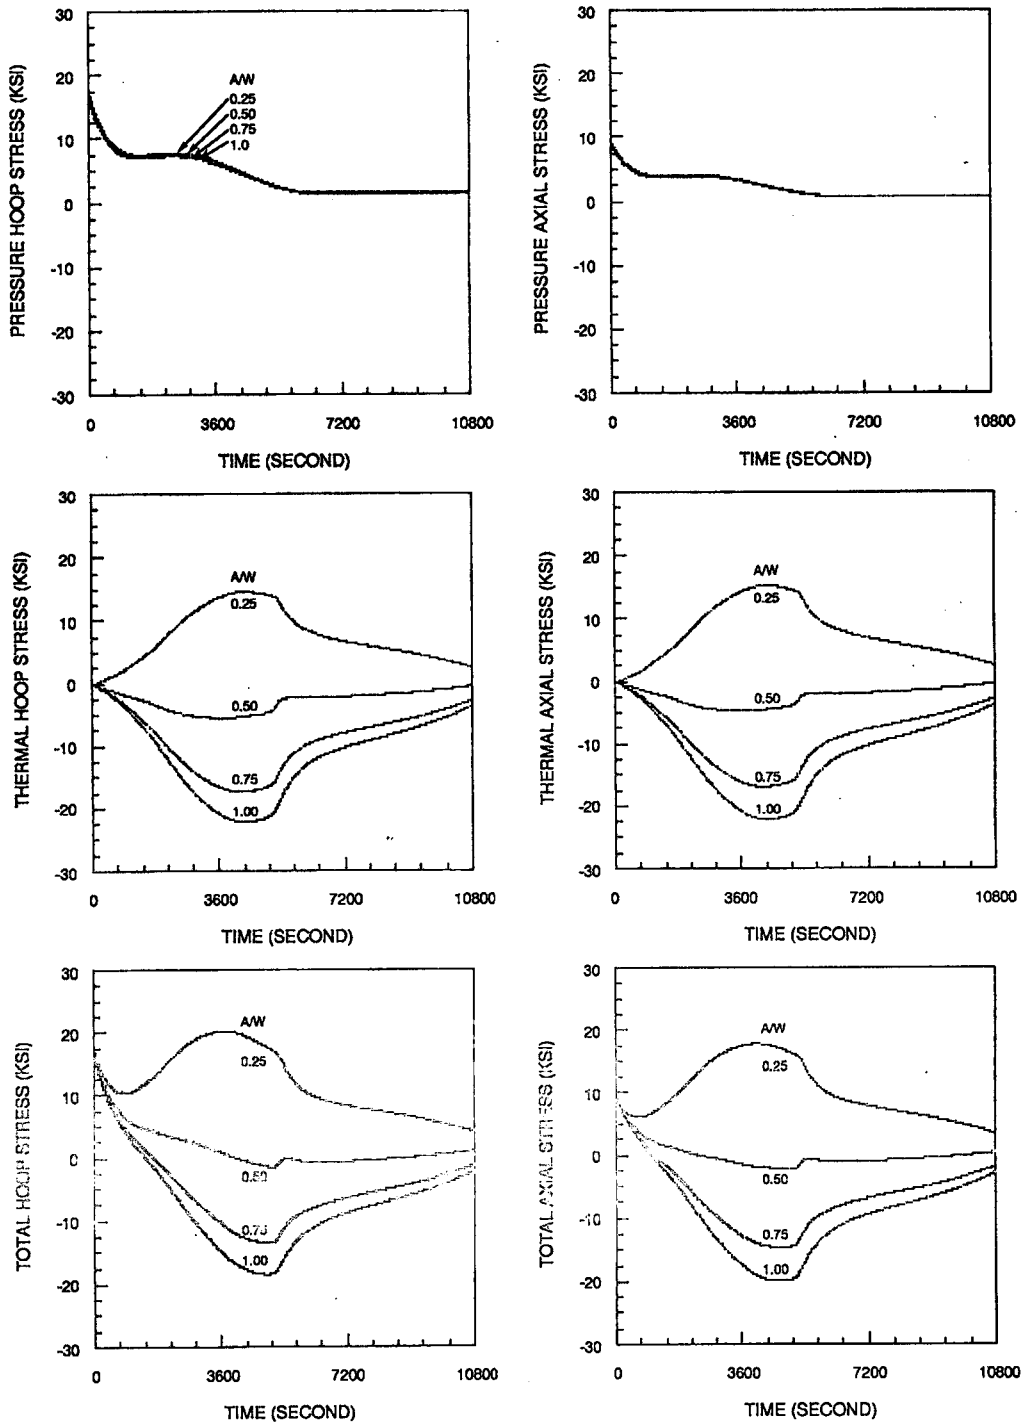 PRESSURE HOOP STRESS (KSI)
30
20
10
0
-10
-20
-30
A/W
0.25
0.50
0.75
1.0
0 3600 7200 10800
TIME (SECOND)
PRESSURE AXIAL STRESS (KSI)
30
20
10
0
-10
-20
-30
0 3600 7200 10800
TIME (SECOND)
THERMAL HOOP STRESS (KSI)
30
20
10
0
-10
-20
-30
A/W
0.25
0.50
0.75
1.00
0 3600 7200 10800
TIME (SECOND)
THERMAL AXIAL STRESS (KSI)
30
20
10
0
-10
-20
-30
A/W
0.25
0.50
0.75
1.00
0 3600 7200 10800
TIME (SECOND)
TOTAL HOOP STRESS (KSI)
30
20
10
0
-10
-20
-30
A/W
0.25
0.50
0.75
1.00
0 3600 7200 10800
TIME (SECOND)
TOTAL AXIAL STRESS (KSI)
30
20
10
0
-10
-20
-30
A/W
0.25
0.50
0.75
1.00
0 3600 7200 10800
TIME (SECOND)